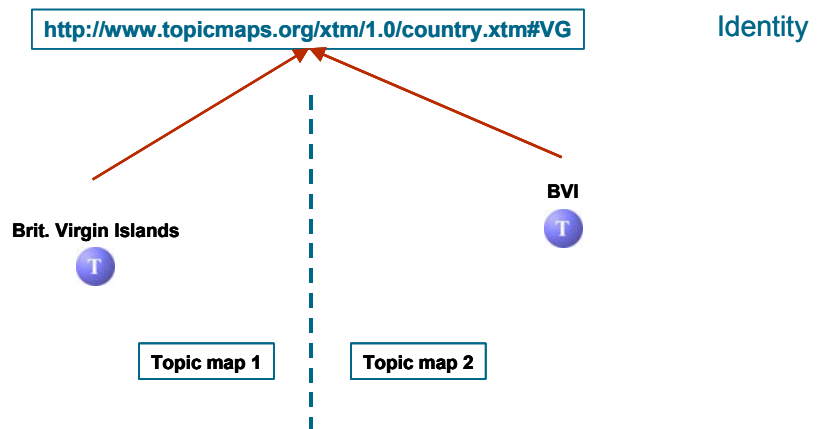 http://www.topicmaps.org/xtm/1.0/country.xtm#VG
Identity
BVI
T
Brit. Virgin Islands
T
Topic map 1
Topic map 2